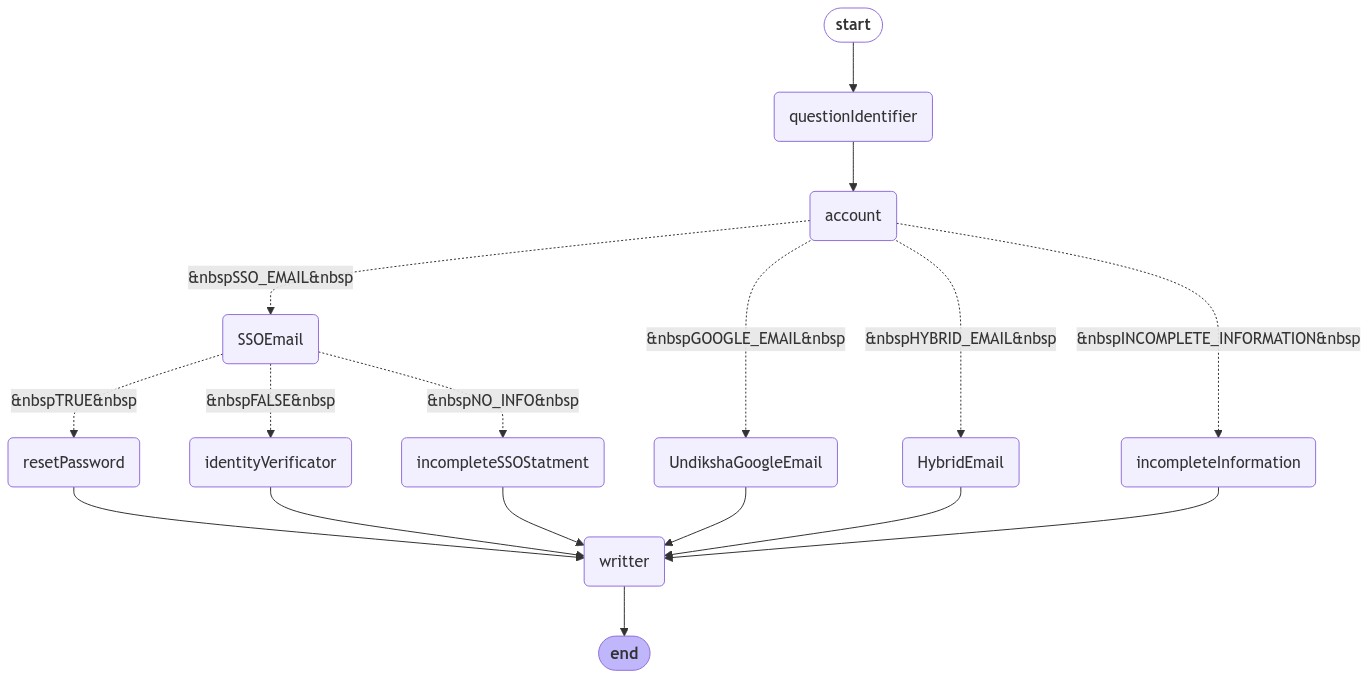 start
questionIdentifier
account
&nbspSSO_EMAIL&nbsp
SSOEmail
&nbspGOOGLE_EMAIL&nbsp
&nbspHYBRID_EMAIL&nbsp
&nbspINCOMPLETE_INFORMATION&nbsp
&nbspTRUE&nbsp
&nbspFALSE&nbsp
&nbspNO_INFO&nbsp
resetPassword
identityVerificator
incompleteSSOStatment
UndikshaGoogleEmail
HybridEmail
incompleteInformation
writter
end